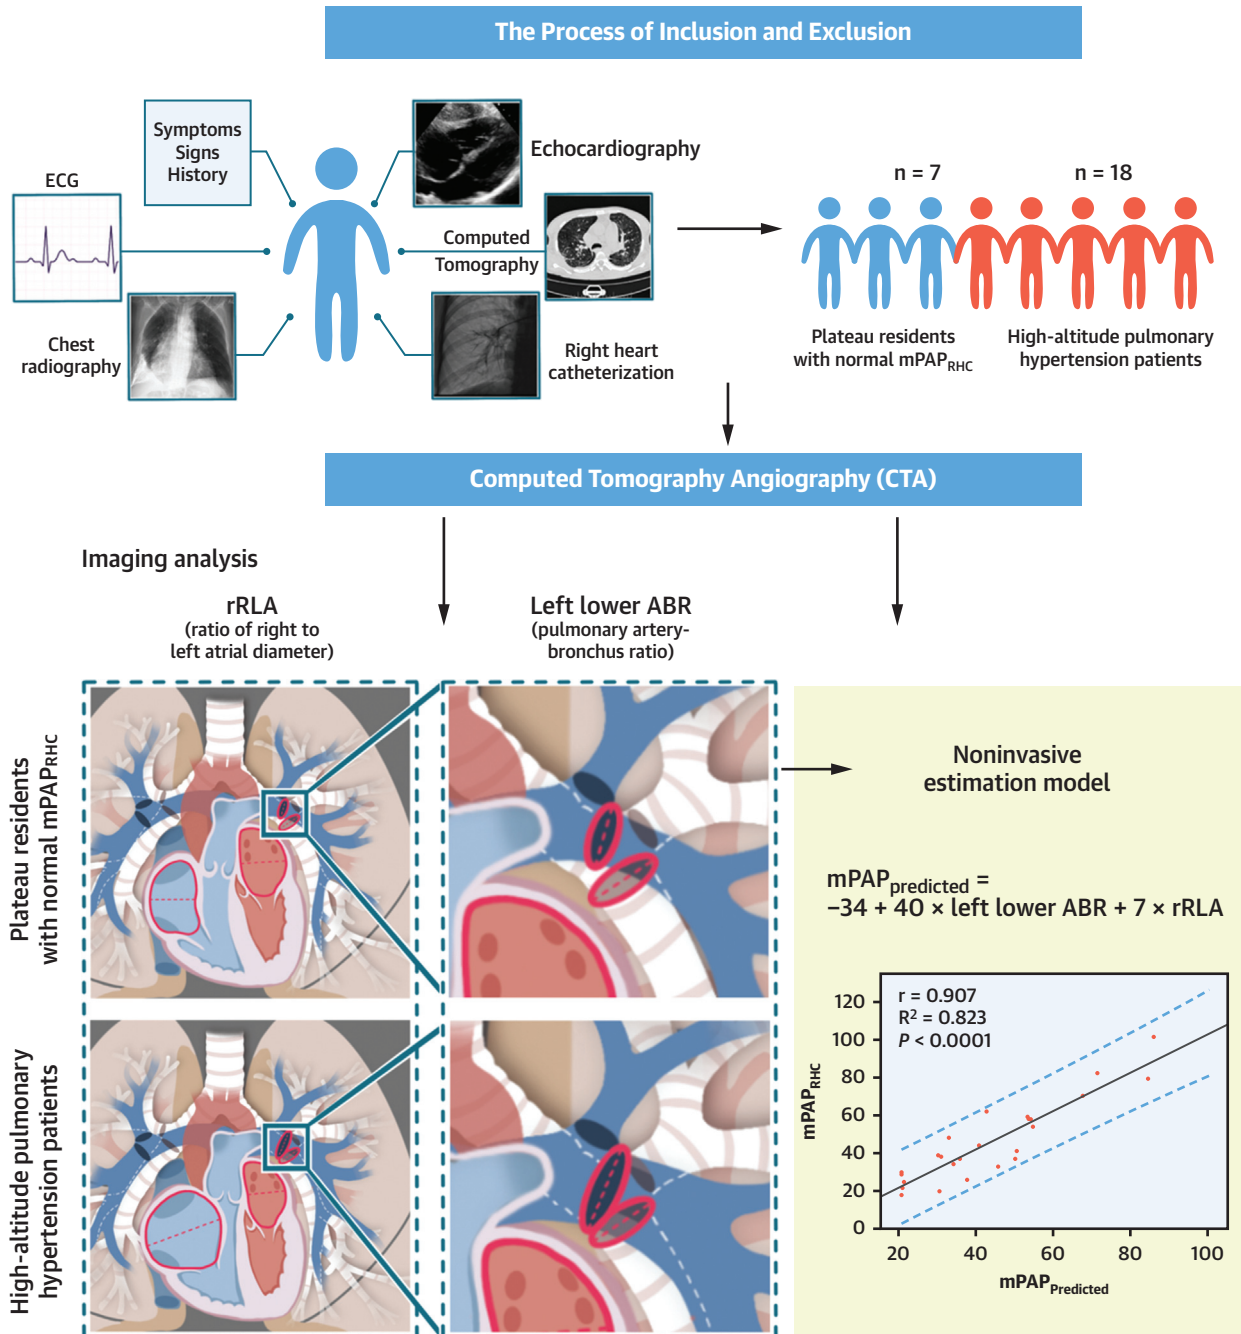 The Process of Inclusion and Exclusion
Symptoms
Signs
History
Echocardiography
ECG
Computed
Tomography
Chest
radiography
Right heart
catheterization
n = 7
n = 18
Plateau residents
with normal mPAPRHC
High-altitude pulmonary
hypertension patients
Computed Tomography Angiography (CTA)
Imaging analysis
rRLA
(ratio of right to
left atrial diameter)
Left lower ABR
(pulmonary artery-
bronchus ratio)
Plateau residents
with normal mPAPRHC
High-altitude pulmonary
hypertension patients
Noninvasive
estimation model
mPAPpredicted =
−34 + 40 × left lower ABR + 7 × rRLA
r = 0.907
R² = 0.823
P < 0.0001
mPAPRHC
120
100
80
60
40
20
0
20 40 60 80 100
mPAPPredicted